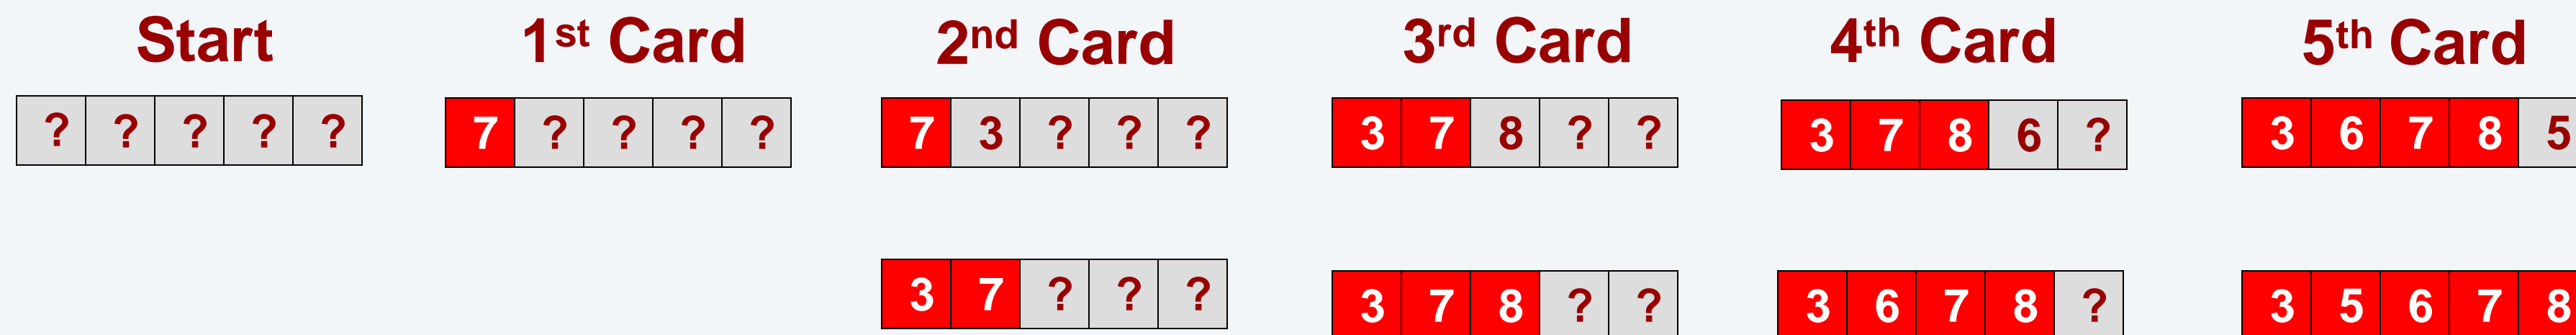 Start 1st Card 2nd Card 3rd Card 4th Card 5th Card
? ? ? ? ? 7 ? ? ? ? 7 3 ? ? ? 3 7 8 ? ? 3 7 8 6 ? 3 6 7 8 5
3 7 ? ? ? 3 7 8 ? ? 3 6 7 8 ? 3 5 6 7 8